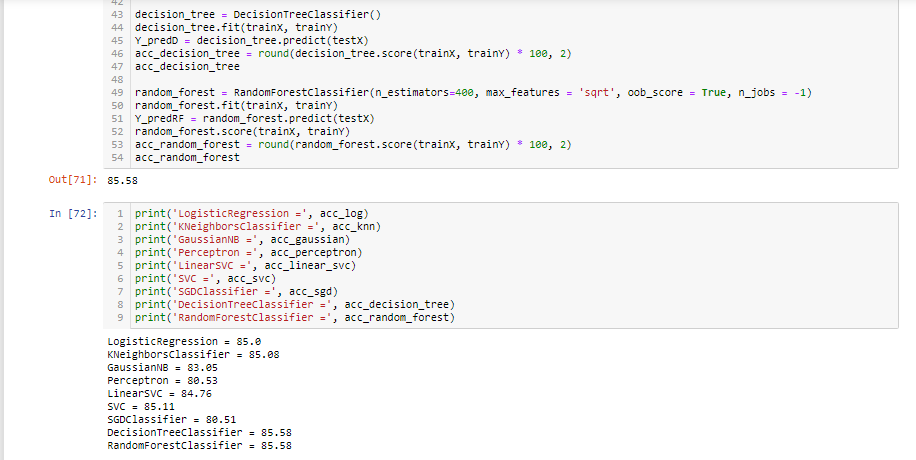 42
43 decision_tree = DecisionTreeClassifier()
44 decision_tree.fit(trainX, trainY)
45 Y_predD = decision_tree.predict(testX)
46 acc_decision_tree = round(decision_tree.score(trainX, trainY) * 100, 2)
47 acc_decision_tree
48
49 random_forest = RandomForestClassifier(n_estimators=400, max_features = 'sqrt', oob_score = True, n_jobs = -1)
50 random_forest.fit(trainX, trainY)
51 Y_predRF = random_forest.predict(testX)
52 random_forest.score(trainX, trainY)
53 acc_random_forest = round(random_forest.score(trainX, trainY) * 100, 2)
54 acc_random_forest
Out[71]: 85.58
In [72]: 1 print('LogisticRegression =', acc_log)
2 print('KNeighborsClassifier =', acc_knn)
3 print('GaussianNB =', acc_gaussian)
4 print('Perceptron =', acc_perceptron)
5 print('LinearSVC =', acc_linear_svc)
6 print('SVC =', acc_svc)
7 print('SGDClassifier =', acc_sgd)
8 print('DecisionTreeClassifier =', acc_decision_tree)
9 print('RandomForestClassifier =', acc_random_forest)
LogisticRegression = 85.0
KNeighborsClassifier = 85.08
GaussianNB = 83.05
Perceptron = 80.53
LinearSVC = 84.76
SVC = 85.11
SGDClassifier = 80.51
DecisionTreeClassifier = 85.58
RandomForestClassifier = 85.58